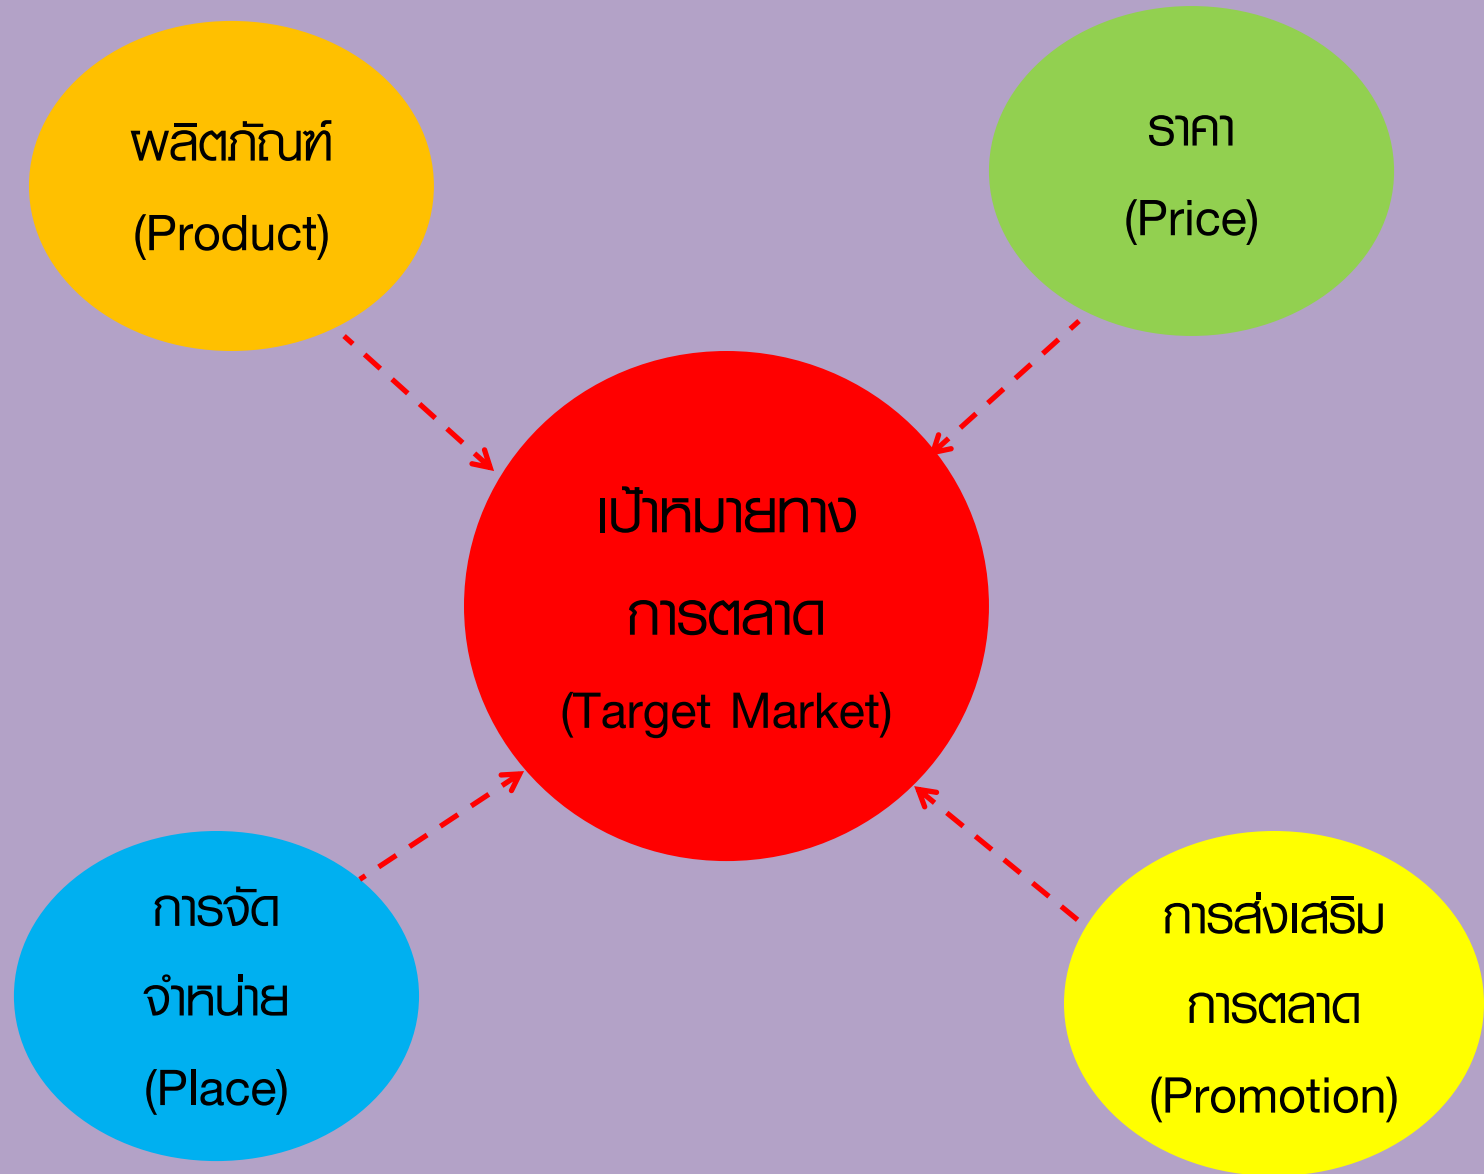 ผลิตภัณฑ์
(Product)
ราคา
(Price)
เป้าหมายทาง
การตลาด
(Target Market)
การจัด
จำหน่าย
(Place)
การส่งเสริม
การตลาด
(Promotion)